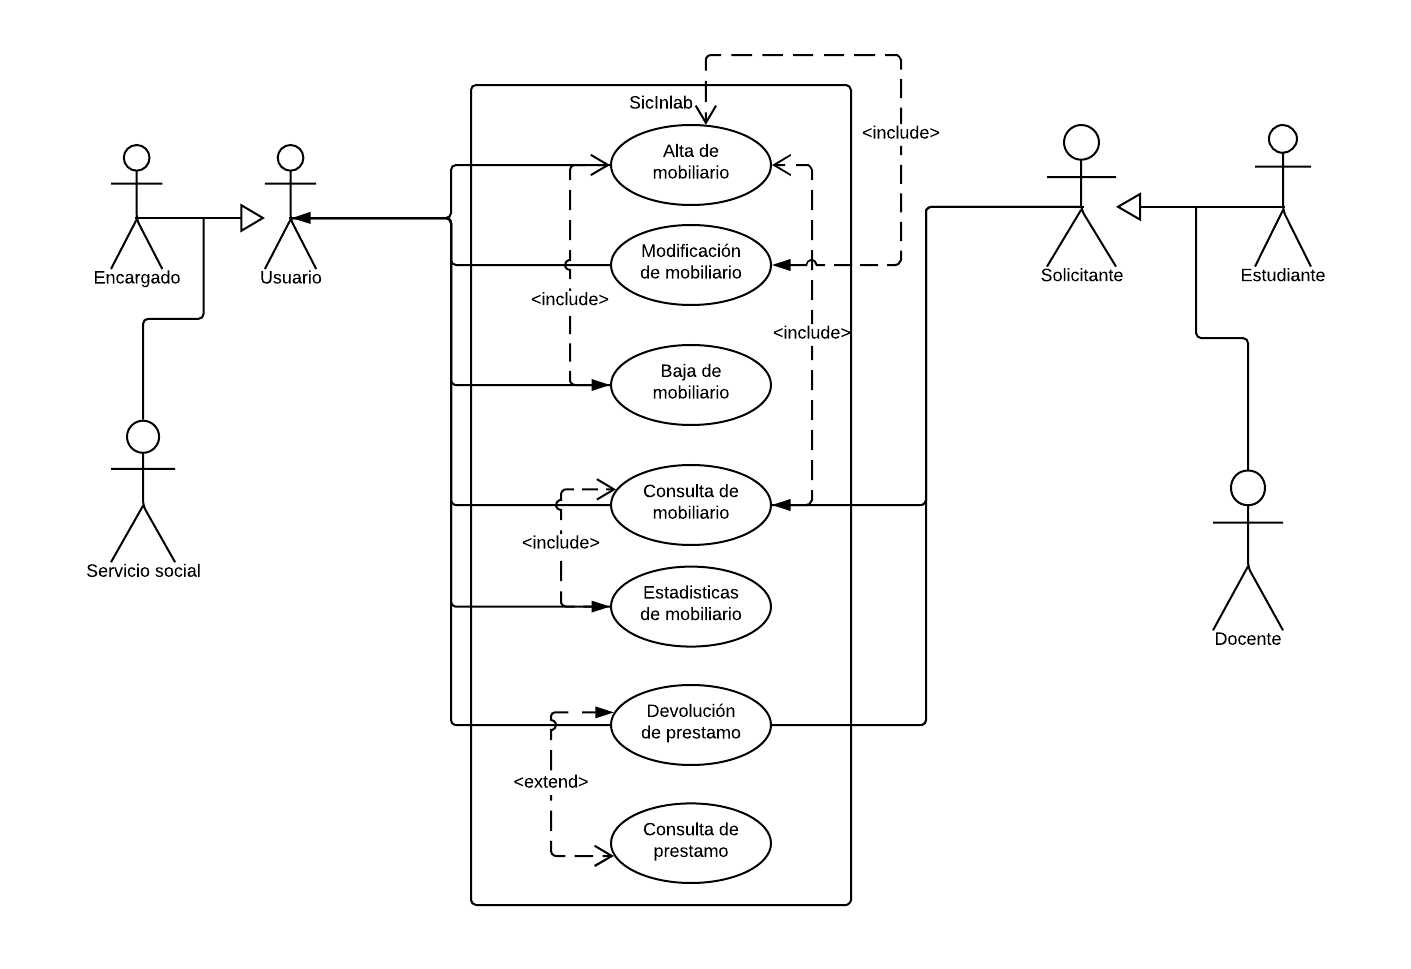 SicInlab
Alta de
mobiliario
<include>
Modificación
de mobiliario
Encargado
Usuario
Solicitante
Estudiante
<include>
<include>
Baja de
mobiliario
Consulta de
mobiliario
<include>
Servicio social
Estadisticas
de mobiliario
Docente
Devolución
de prestamo
<extend>
Consulta de
prestamo